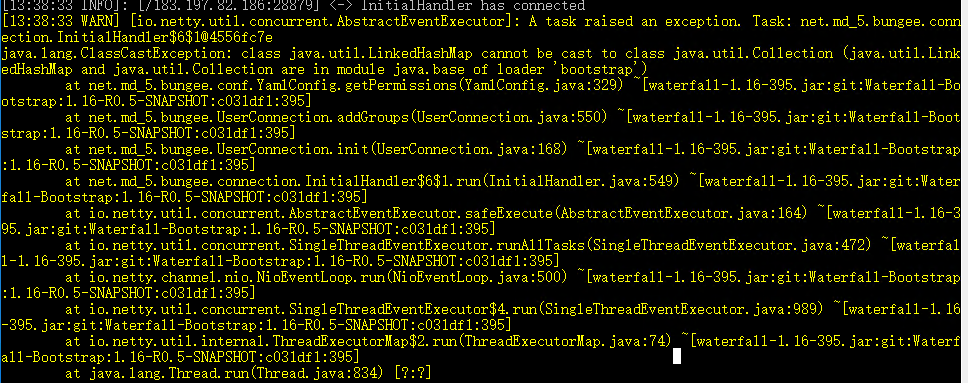 [13:38:33 INFO]: [/183.197.82.186:28879] <-> InitialHandler has connected
[13:38:33 WARN] [io.netty.util.concurrent.AbstractEventExecutor]: A task raised an exception. Task: net.md_5.bungee.conn
ection.InitialHandler$6$1@4556fc7e
java.lang.ClassCastException: class java.util.LinkedHashMap cannot be cast to class java.util.Collection (java.util.Link
edHashMap and java.util.Collection are in module java.base of loader 'bootstrap')
at net.md_5.bungee.conf.YamlConfig.getPermissions(YamlConfig.java:329) ~[waterfall-1.16-395.jar:git:Waterfall-Bo
otstrap:1.16-R0.5-SNAPSHOT:c031df1:395]
at net.md_5.bungee.UserConnection.addGroups(UserConnection.java:550) ~[waterfall-1.16-395.jar:git:Waterfall-Boot
strap:1.16-R0.5-SNAPSHOT:c031df1:395]
at net.md_5.bungee.UserConnection.init(UserConnection.java:168) ~[waterfall-1.16-395.jar:git:Waterfall-Bootstrap
:1.16-R0.5-SNAPSHOT:c031df1:395]
at net.md_5.bungee.connection.InitialHandler$6$1.run(InitialHandler.java:549) ~[waterfall-1.16-395.jar:git:Water
fall-Bootstrap:1.16-R0.5-SNAPSHOT:c031df1:395]
at io.netty.util.concurrent.AbstractEventExecutor.safeExecute(AbstractEventExecutor.java:164) ~[waterfall-1.16-3
95.jar:git:Waterfall-Bootstrap:1.16-R0.5-SNAPSHOT:c031df1:395]
at io.netty.util.concurrent.SingleThreadEventExecutor.runAllTasks(SingleThreadEventExecutor.java:472) ~[waterfal
l-1.16-395.jar:git:Waterfall-Bootstrap:1.16-R0.5-SNAPSHOT:c031df1:395]
at io.netty.channel.nio.NioEventLoop.run(NioEventLoop.java:500) ~[waterfall-1.16-395.jar:git:Waterfall-Bootstrap
:1.16-R0.5-SNAPSHOT:c031df1:395]
at io.netty.util.concurrent.SingleThreadEventExecutor$4.run(SingleThreadEventExecutor.java:989) ~[waterfall-1.16
-395.jar:git:Waterfall-Bootstrap:1.16-R0.5-SNAPSHOT:c031df1:395]
at io.netty.util.internal.ThreadExecutorMap$2.run(ThreadExecutorMap.java:74) ~[waterfall-1.16-395.jar:git:Waterf
all-Bootstrap:1.16-R0.5-SNAPSHOT:c031df1:395]
at java.lang.Thread.run(Thread.java:834) [?:?]